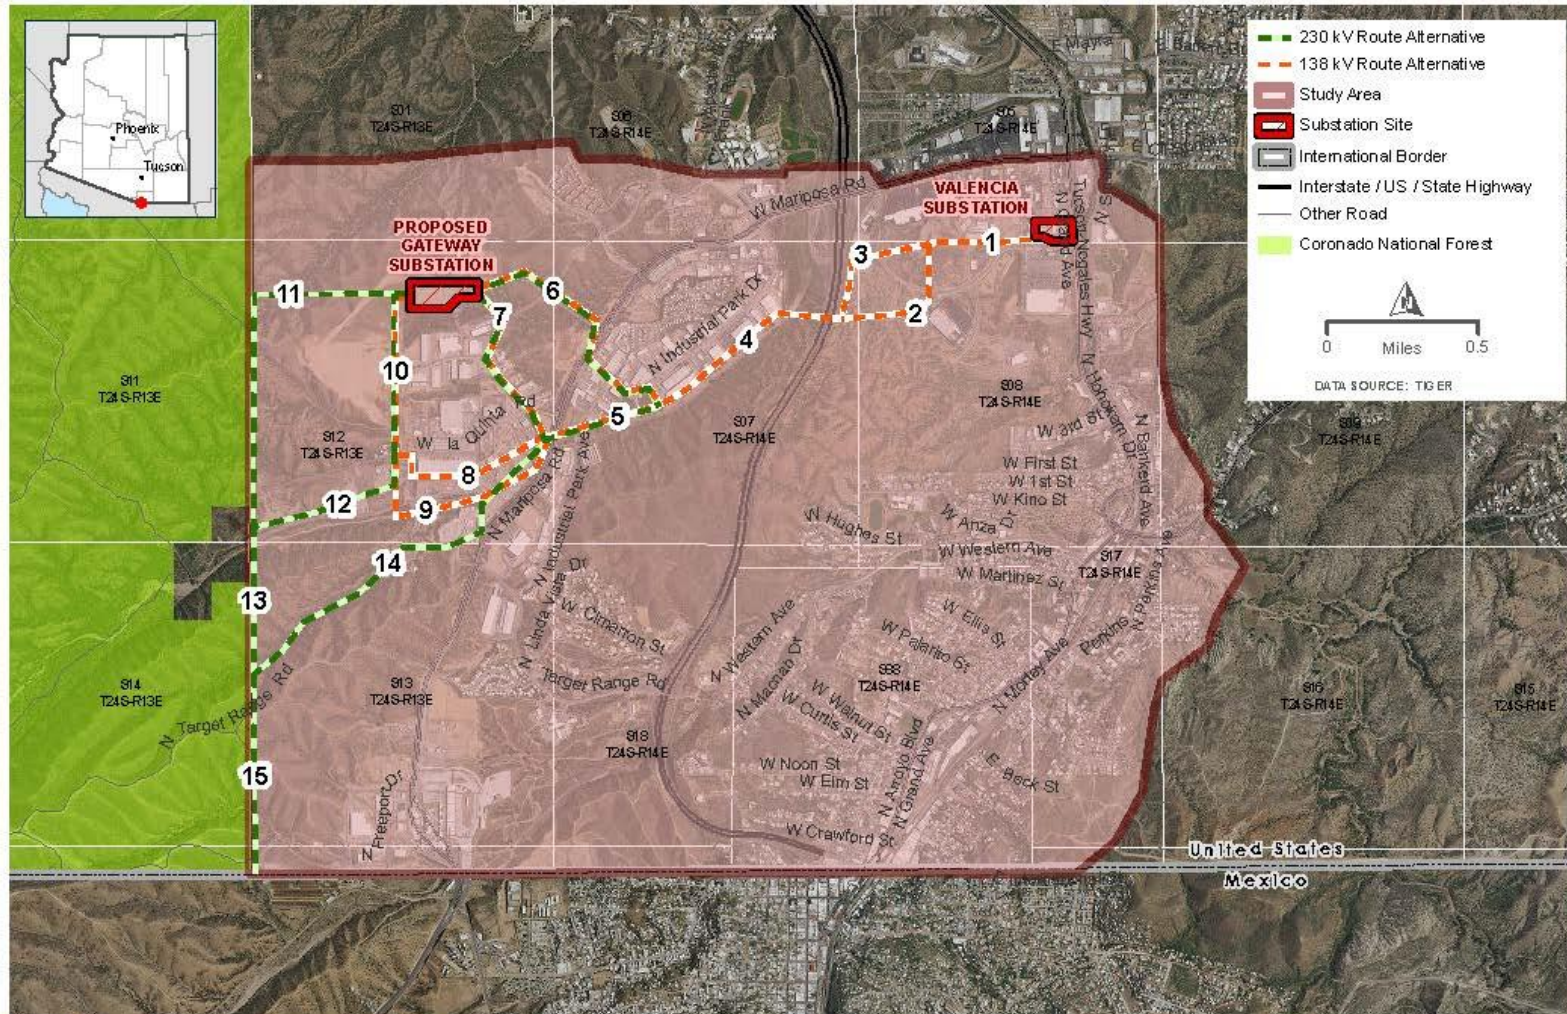 Phoenix
Tucson
230 kV Route Alternative
138 kV Route Alternative
Study Area
Substation Site
International Border
Interstate / US / State Highway
Other Road
Coronado National Forest
N
0
Miles
0.5
DATA SOURCE: TIGER
E Mayra
S01
T24S-R13E
S06
T24S-R14E
S05
T24S-R14E
W Mariposa Rd
VALENCIA
SUBSTATION
PROPOSED
GATEWAY
SUBSTATION
N Grand Ave
Tucson-Nogales Hwy
1
2
3
4
5
6
7
8
9
10
11
12
13
14
15
N Industrial Park Dr
W la Quinta Rd
S11
T24S-R13E
S12
T24S-R13E
S07
T24S-R14E
S08
T24S-R14E
S09
T24S-R14E
N Hohokam Dr
N Bankerd Ave
W 3rd St
W First St
W 1st St
W Kino St
W Anza Dr
W Hughes St
W Western Ave
W Martinez St
S17
T24S-R14E
N Perkins Ave
Perkins
N Mariposa Rd
N Industrial Park Ave
N Linda Vista Dr
W Cimarron St
Target Range Rd
N Western Ave
N Macnab Dr
W Ellis St
W Pajarito St
S98
T24S-R14E
N Morley Ave
W Walnut St
W Curtis St
S14
T24S-R13E
N Target Range Rd
S13
T24S-R13E
S18
T24S-R14E
S16
T24S-R14E
S15
T24S-R14E
W Noon St
W Elm St
N Arroyo Blvd
N Grand Ave
E Beck St
N Freeport Dr
W Crawford St
United States
Mexico